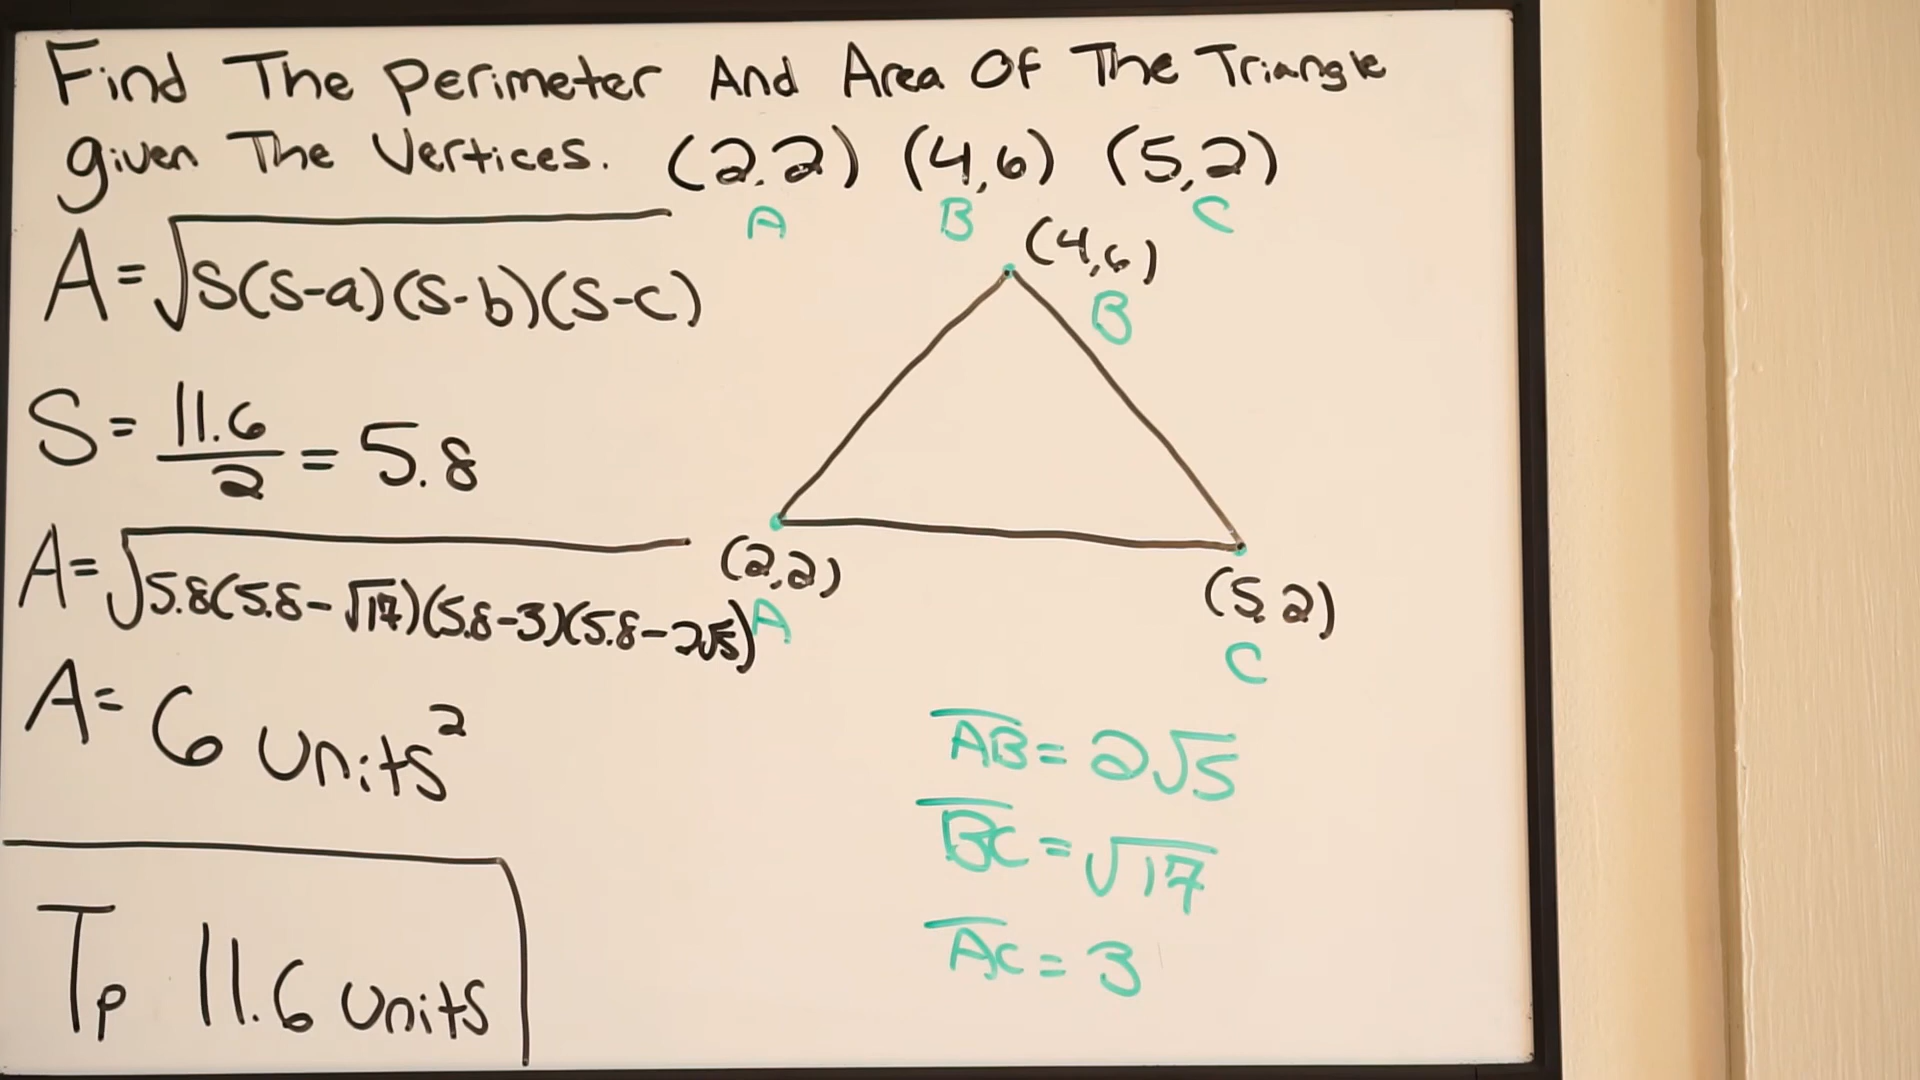 Find The Perimeter And Area Of The Triangle
given The Vertices. (2,2) (4,6) (5,2)
A B C
A=√S(S-a)(S-b)(S-c)
(4,6)
B
S = 11.6/2 = 5.8
A=√5.8(5.8-√17)(5.8-3)(5.8-2√5)
(2,2)
A
(5,2)
C
A= 6 units²
AB = 2√5
BC = √17
AC = 3
Tp 11.6 units